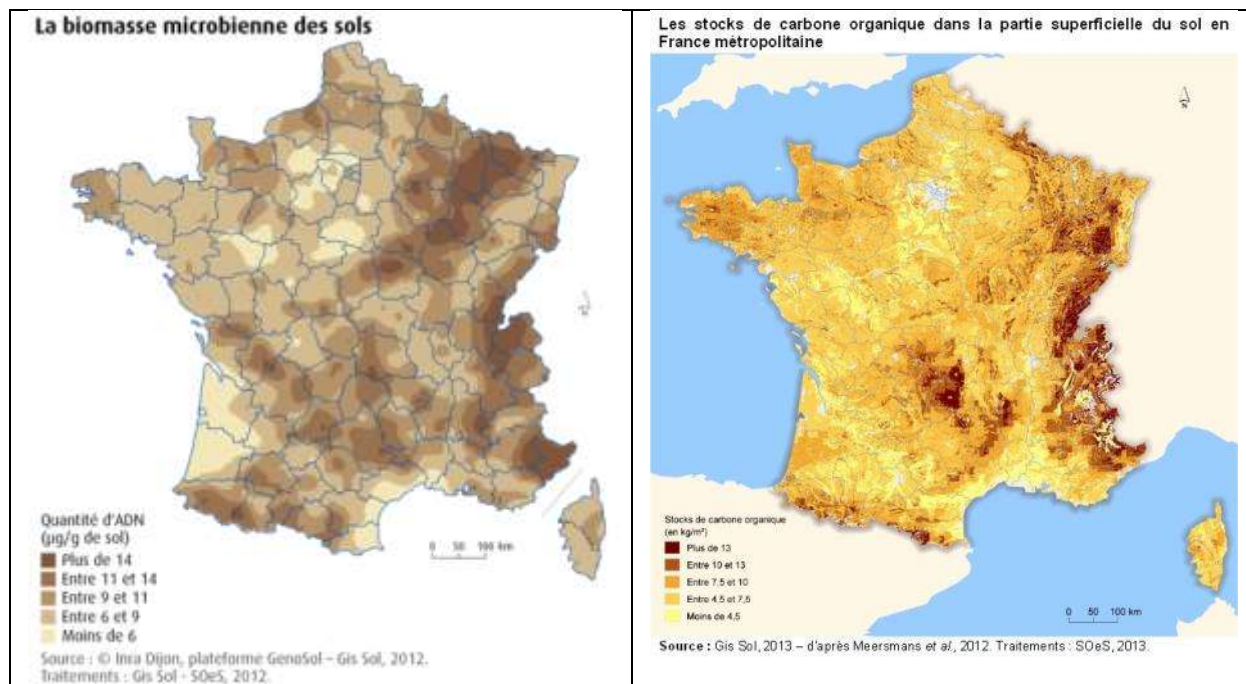 La biomasse microbienne des sols
Quantité d'ADN
(µg/g de sol)
Plus de 14
Entre 11 et 14
Entre 9 et 11
Entre 6 et 9
Moins de 6
0 50 100 km
Source : © Inra Dijon, plateforme GenoSol – Gis Sol, 2012.
Traitements : Gis Sol - SOeS, 2012.
Les stocks de carbone organique dans la partie superficielle du sol en
France métropolitaine
N
Stocks de carbone organique
(en kg/m²)
Plus de 13
Entre 10 et 13
Entre 7,5 et 10
Entre 4,5 et 7,5
Moins de 4,5
0 50 100 km
Source : Gis Sol, 2013 – d'après Meersmans et al., 2012. Traitements : SOeS, 2013.